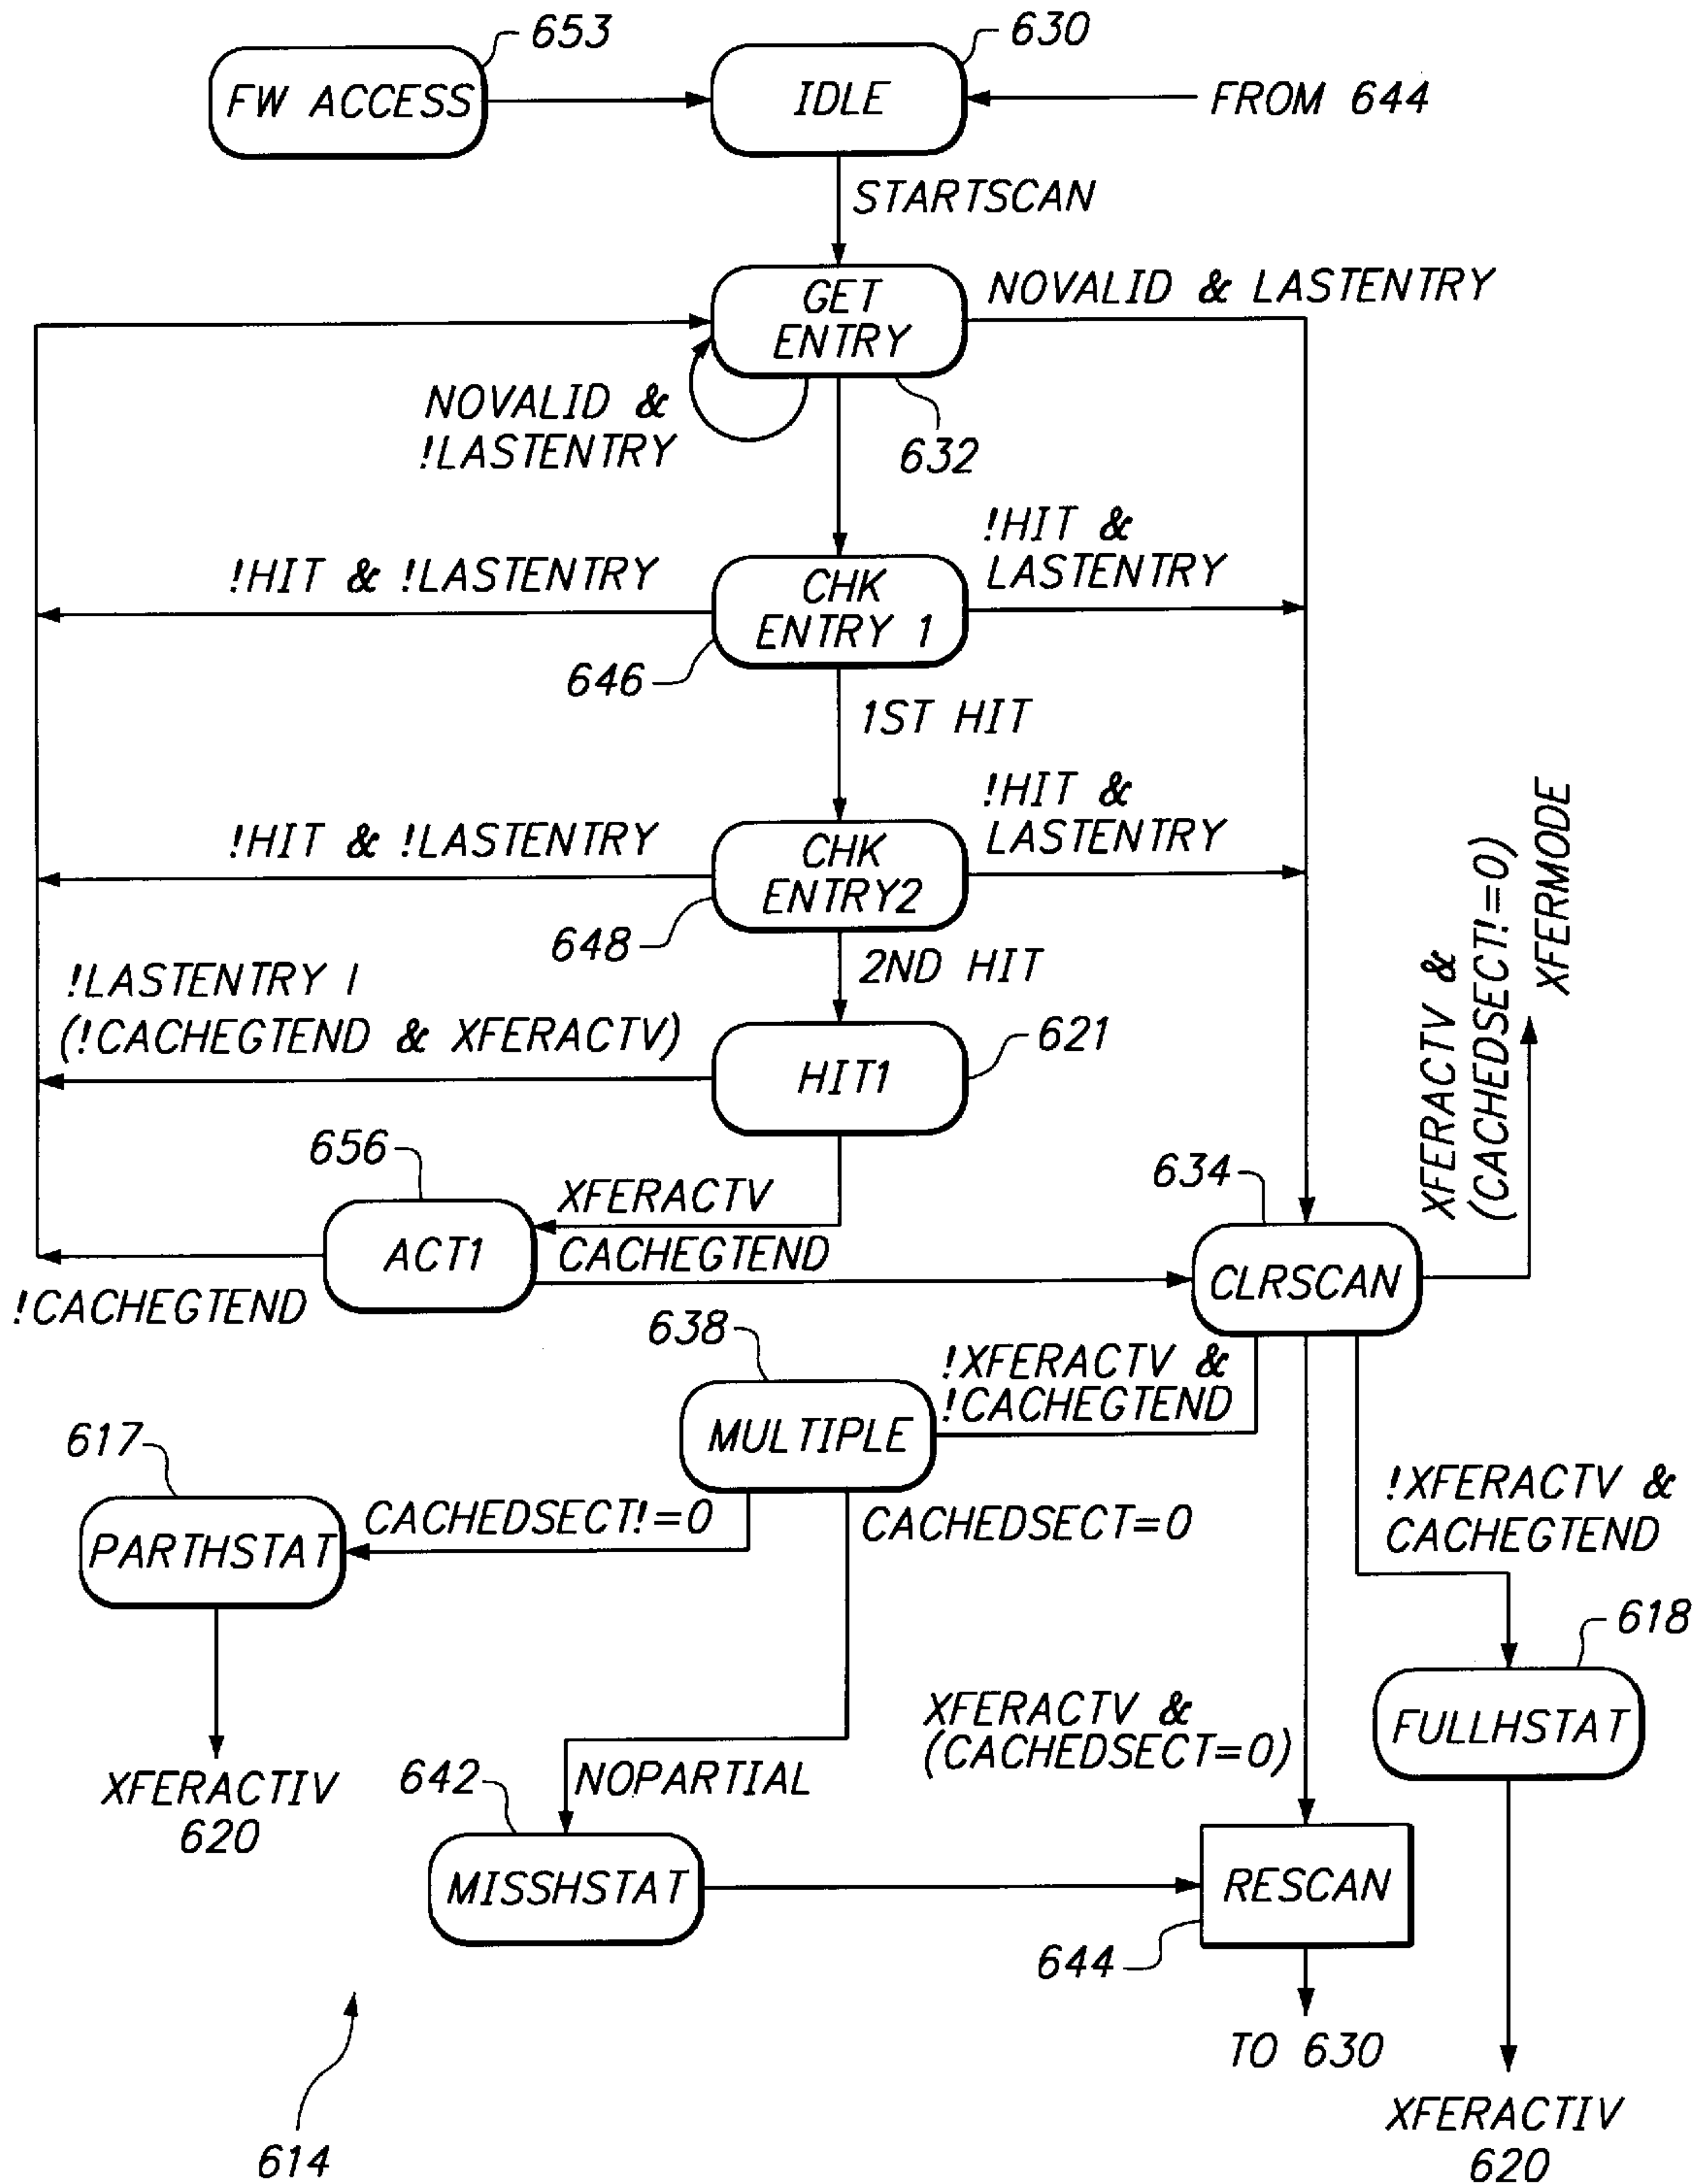 653
630
FW ACCESS
IDLE
FROM 644
STARTSCAN
GET
ENTRY
NOVALID & LASTENTRY
NOVALID &
!LASTENTRY
632
!HIT & !LASTENTRY
CHK
ENTRY 1
!HIT &
LASTENTRY
646
1ST HIT
!HIT & !LASTENTRY
CHK
ENTRY2
!HIT &
LASTENTRY
648
2ND HIT
!LASTENTRY I
(!CACHEGTEND & XFERACTV)
HIT1
621
XFERACTV &
(CACHEDSECT!=0)
XFERMODE
656
XFERACTV
634
ACT1
CACHEGTEND
CLRSCAN
!CACHEGTEND
638
!XFERACTV &
!CACHEGTEND
MULTIPLE
617
PARTHSTAT
CACHEDSECT!=0
CACHEDSECT=0
!XFERACTV &
CACHEGTEND
618
FULLHSTAT
XFERACTV &
(CACHEDSECT=0)
XFERACTIV
620
642
NOPARTIAL
MISSHSTAT
RESCAN
644
TO 630
XFERACTIV
620
614